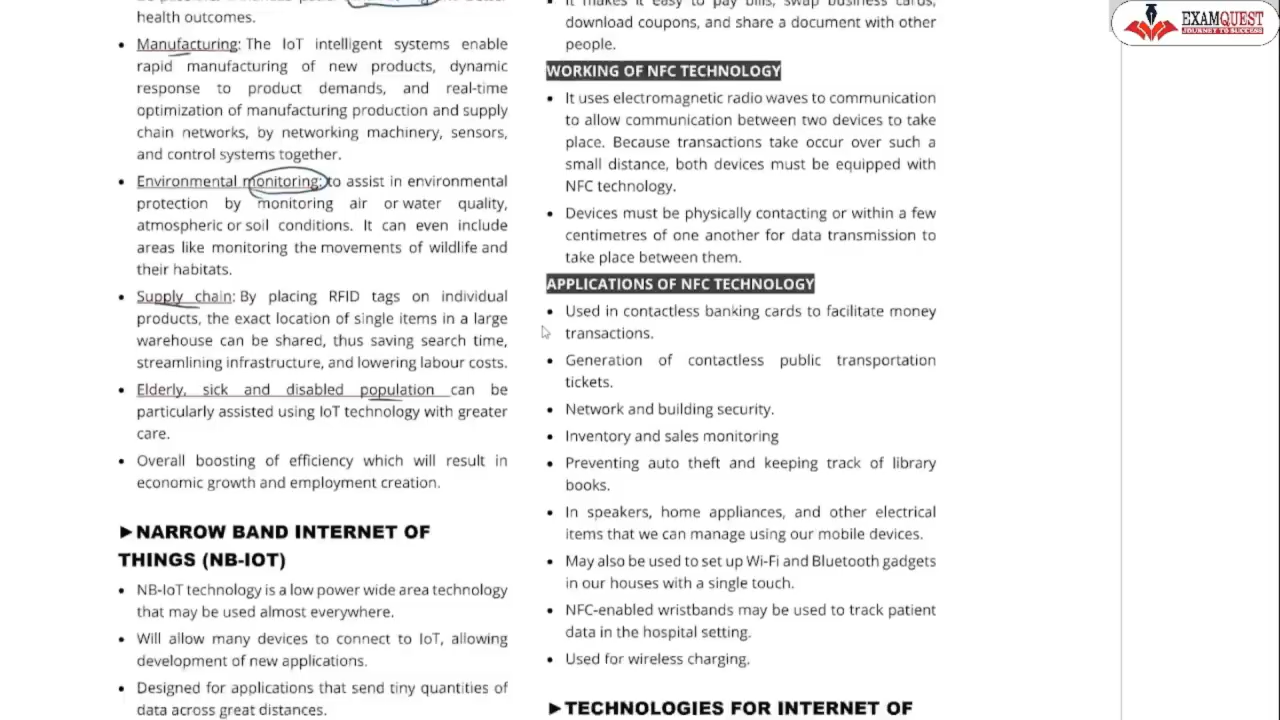 health outcomes.
• Manufacturing: The IoT intelligent systems enable
rapid manufacturing of new products, dynamic
response to product demands, and real-time
optimization of manufacturing production and supply
chain networks, by networking machinery, sensors,
and control systems together.
• Environmental monitoring: to assist in environmental
protection by monitoring air or water quality,
atmospheric or soil conditions. It can even include
areas like monitoring the movements of wildlife and
their habitats.
• Supply chain: By placing RFID tags on individual
products, the exact location of single items in a large
warehouse can be shared, thus saving search time,
streamlining infrastructure, and lowering labour costs.
• Elderly, sick and disabled population can be
particularly assisted using IoT technology with greater
care.
• Overall boosting of efficiency which will result in
economic growth and employment creation.
►NARROW BAND INTERNET OF
THINGS (NB-IOT)
• NB-IoT technology is a low power wide area technology
that may be used almost everywhere.
• Will allow many devices to connect to IoT, allowing
development of new applications.
• Designed for applications that send tiny quantities of
data across great distances.
• It makes it easy to pay bills, swap business cards,
download coupons, and share a document with other
people.
WORKING OF NFC TECHNOLOGY
• It uses electromagnetic radio waves to communication
to allow communication between two devices to take
place. Because transactions take occur over such a
small distance, both devices must be equipped with
NFC technology.
• Devices must be physically contacting or within a few
centimetres of one another for data transmission to
take place between them.
APPLICATIONS OF NFC TECHNOLOGY
• Used in contactless banking cards to facilitate money
transactions.
• Generation of contactless public transportation
tickets.
• Network and building security.
• Inventory and sales monitoring
• Preventing auto theft and keeping track of library
books.
• In speakers, home appliances, and other electrical
items that we can manage using our mobile devices.
• May also be used to set up Wi-Fi and Bluetooth gadgets
in our houses with a single touch.
• NFC-enabled wristbands may be used to track patient
data in the hospital setting.
• Used for wireless charging.
►TECHNOLOGIES FOR INTERNET OF
EXAMQUEST
JOURNEY TO SUCCESS